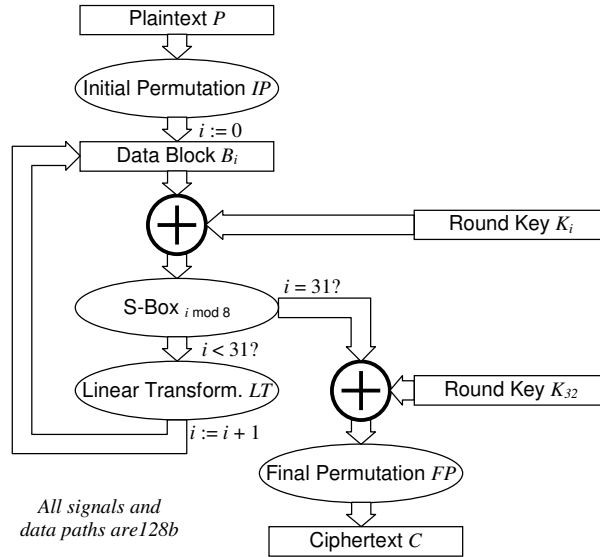 Plaintext P
Initial Permutation IP
i := 0
Data Block Bi
Round Key Ki
i = 31?
S-Box i mod 8
i < 31?
Linear Transform. LT
Round Key K32
i := i + 1
Final Permutation FP
All signals and
data paths are128b
Ciphertext C